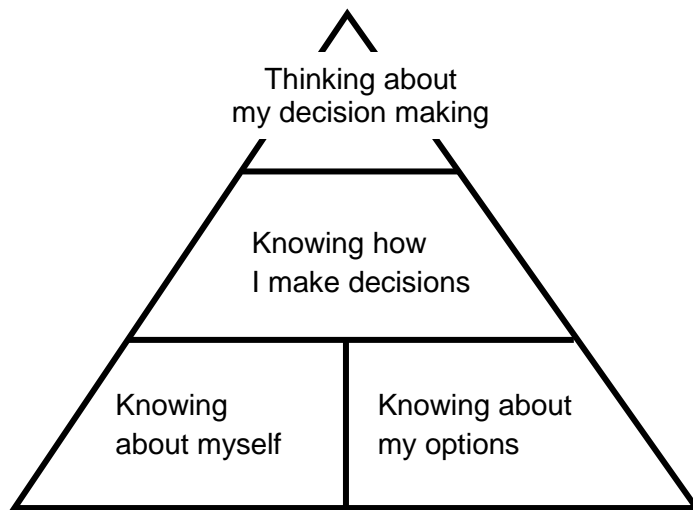 Thinking about
my decision making
Knowing how
I make decisions
Knowing
about myself
Knowing about
my options